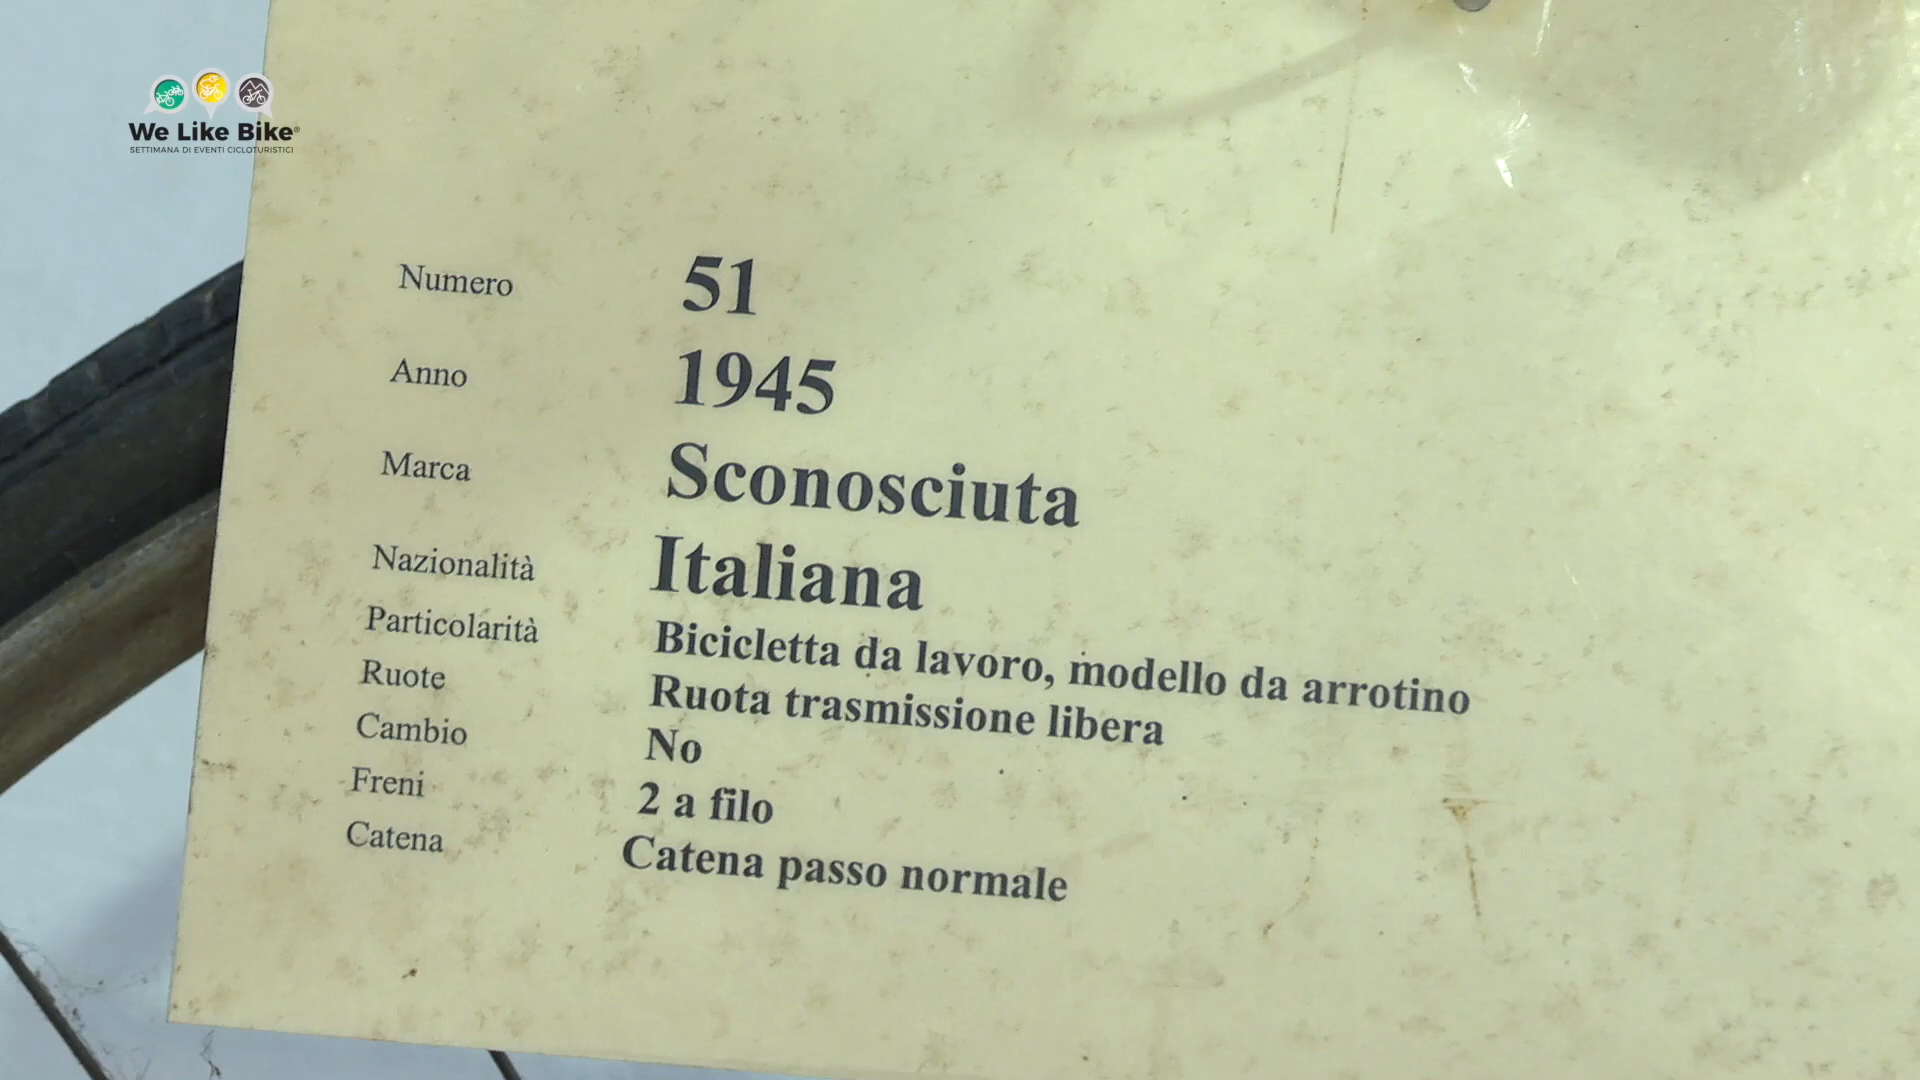 We Like Bike®
SETTIMANA DI EVENTI CICLOTURISTICI
Numero 51
Anno 1945
Marca Sconosciuta
Nazionalità Italiana
Particolarità Bicicletta da lavoro, modello da arrotino
Ruote Ruota trasmissione libera
Cambio No
Freni 2 a filo
Catena Catena passo normale